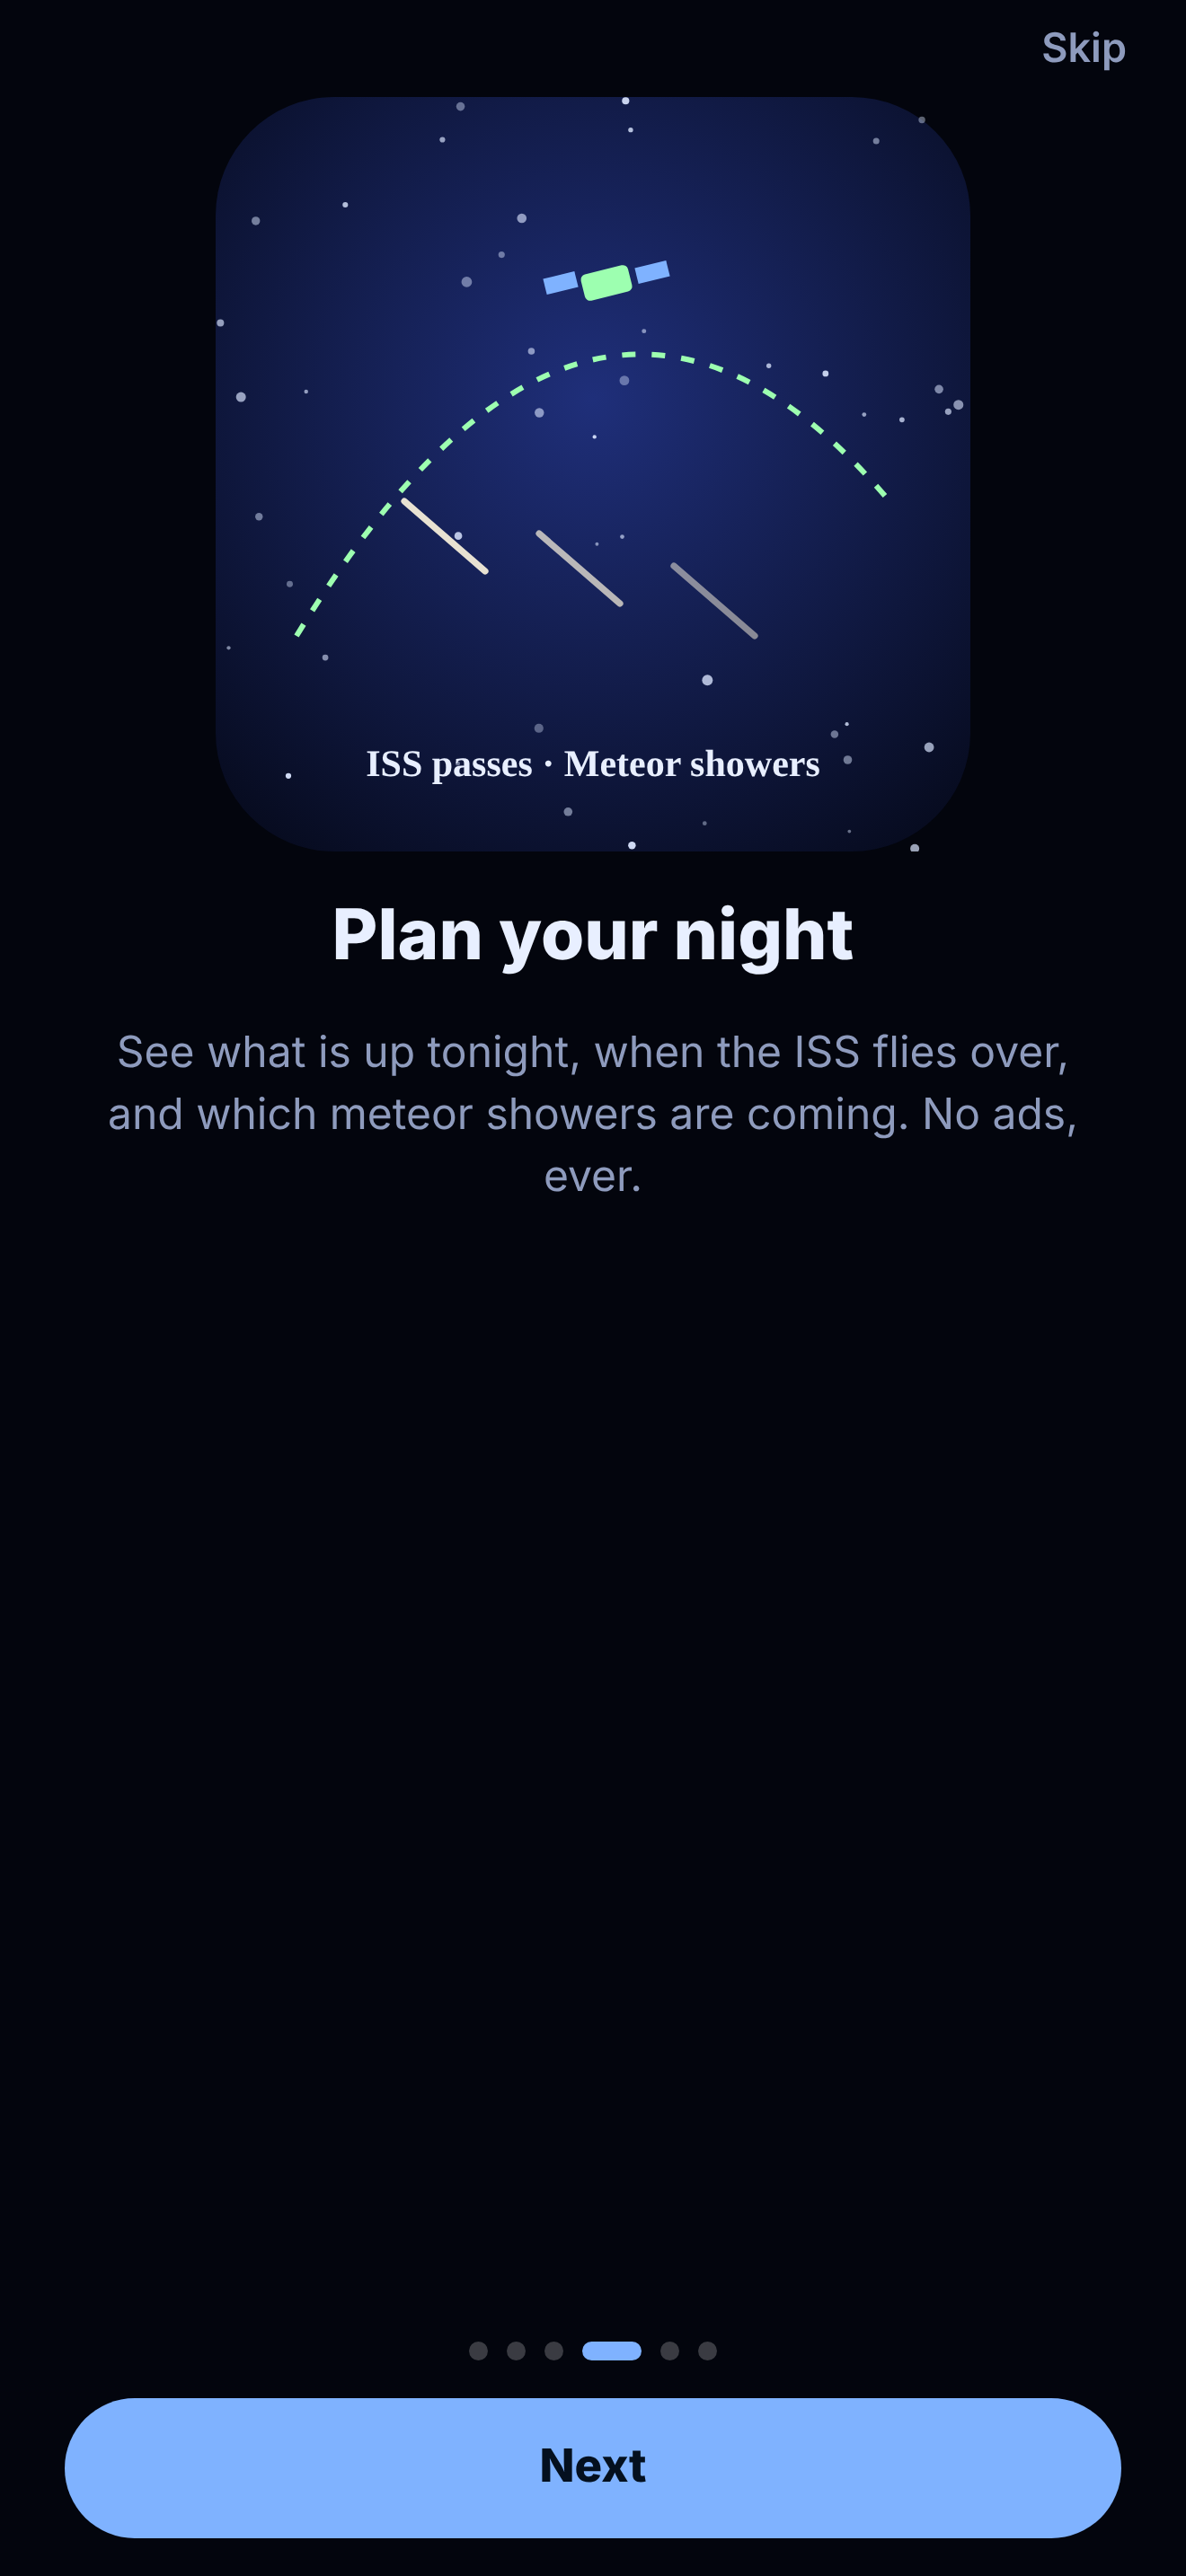 Skip
ISS passes · Meteor showers
Plan your night
See what is up tonight, when the ISS flies over,
and which meteor showers are coming. No ads,
ever.
Next